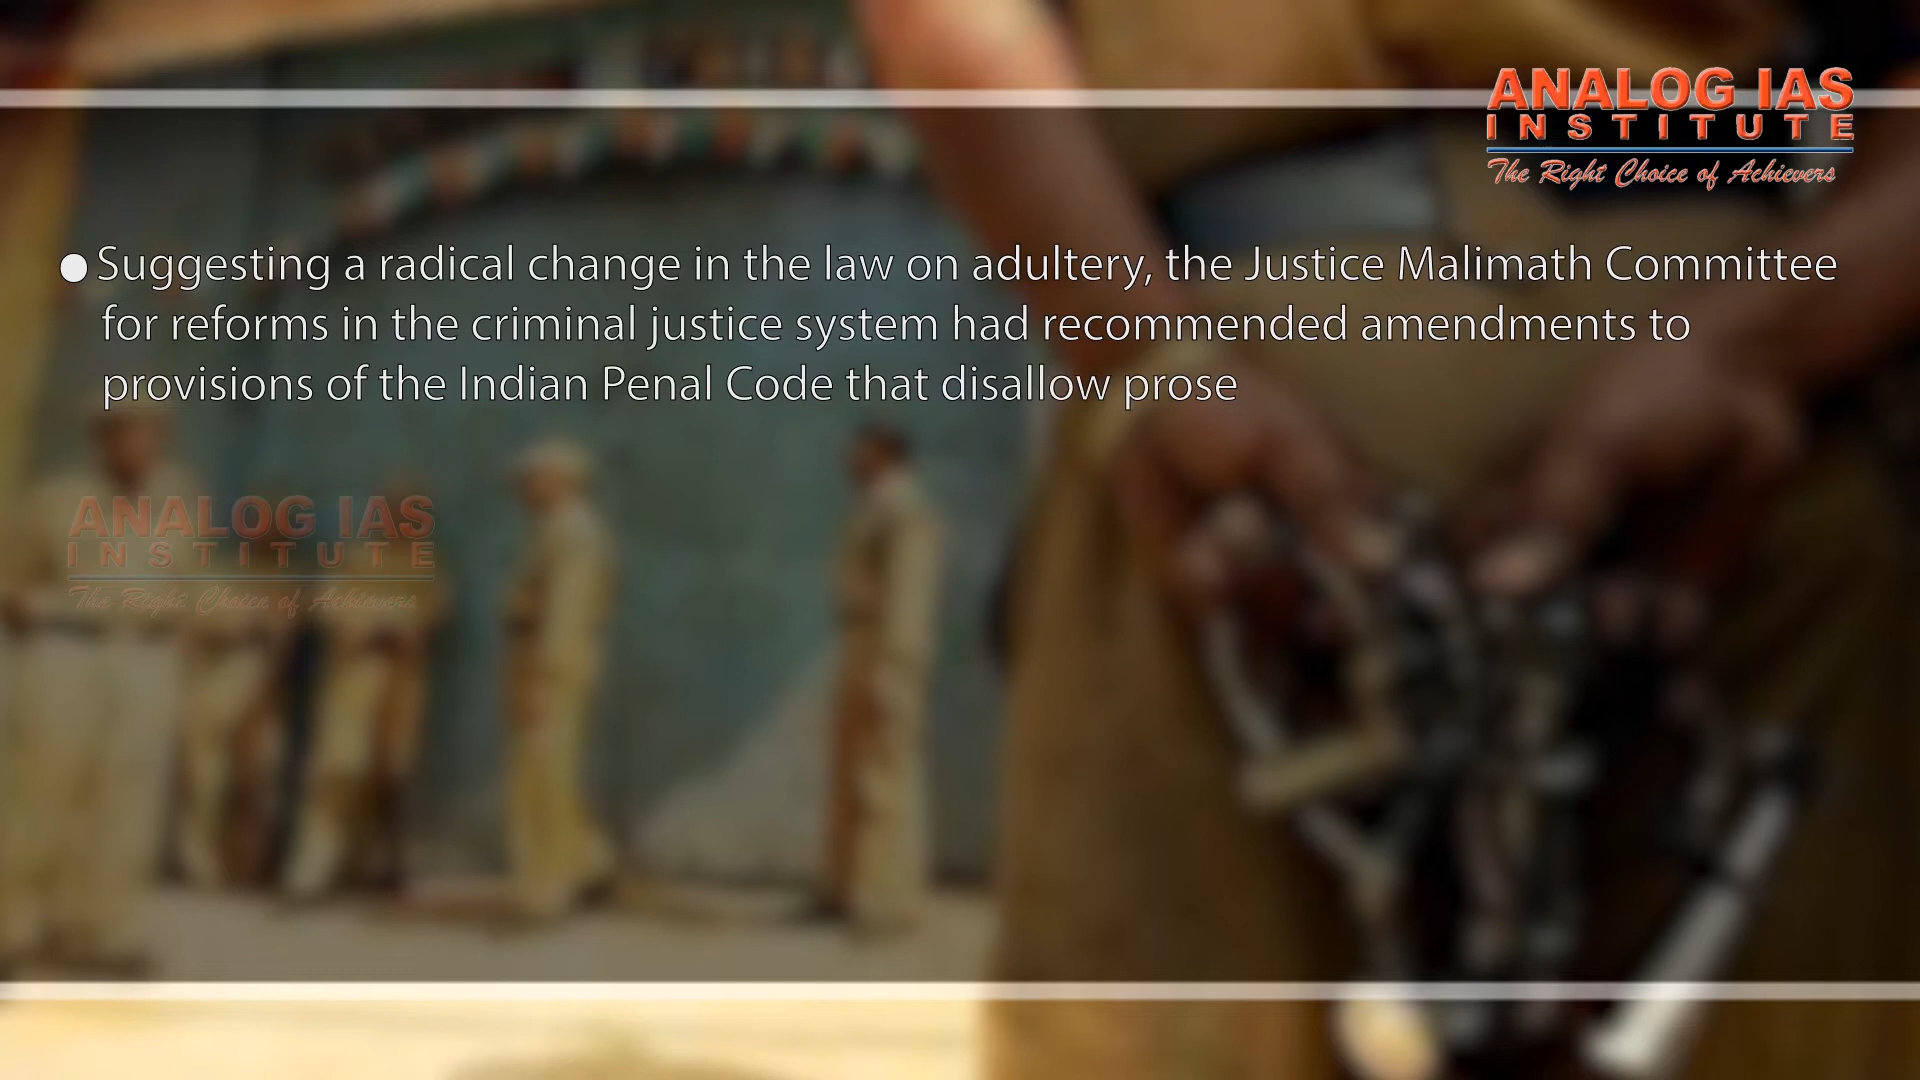 ANALOG IAS
INSTITUTE
The Right Choice of Achievers
● Suggesting a radical change in the law on adultery, the Justice Malimath Committee
for reforms in the criminal justice system had recommended amendments to
provisions of the Indian Penal Code that disallow prose
ANALOG IAS
INSTITUTE
The Right Choice of Achievers